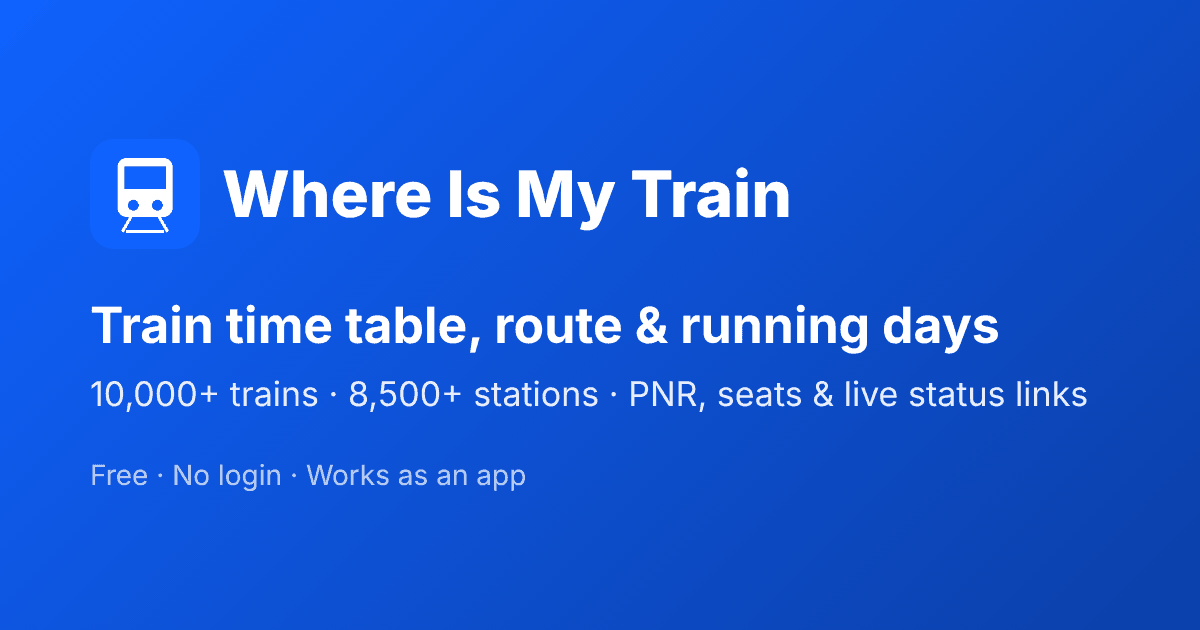 Where Is My Train
Train time table, route & running days
10,000+ trains · 8,500+ stations · PNR, seats & live status links
Free · No login · Works as an app